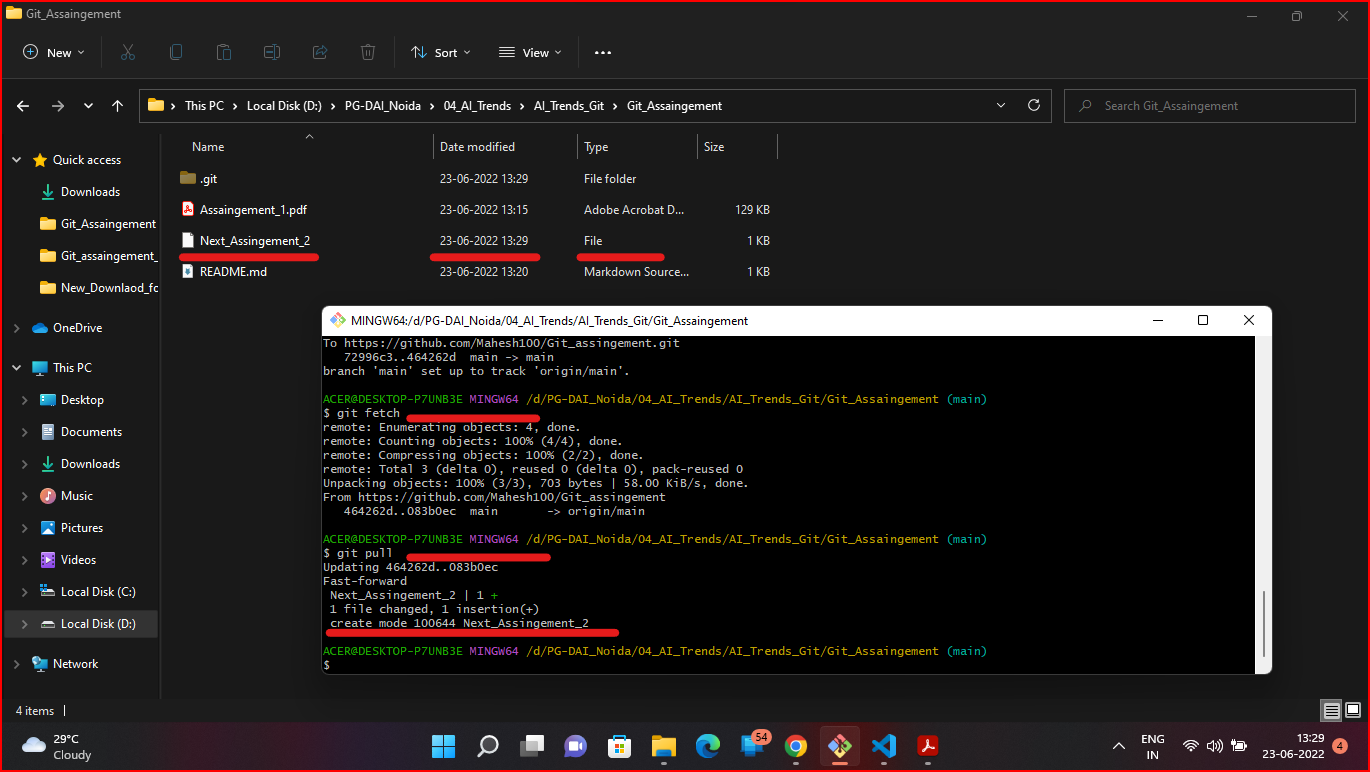 Git_Assaingement
New
Sort
View
This PC > Local Disk (D:) > PG-DAI_Noida > 04_AI_Trends > AI_Trends_Git > Git_Assaingement
Search Git_Assaingement
Name Date modified Type Size
.git 23-06-2022 13:29 File folder
Assaingement_1.pdf 23-06-2022 13:15 Adobe Acrobat D... 129 KB
Next_Assingement_2 23-06-2022 13:29 File 1 KB
README.md 23-06-2022 13:20 Markdown Source... 1 KB
Quick access
Downloads
Git_Assaingement
Git_assaingement_
New_Downlaod_fo
OneDrive
This PC
Desktop
Documents
Downloads
Music
Pictures
Videos
Local Disk (C:)
Local Disk (D:)
Network
MINGW64:/d/PG-DAI_Noida/04_AI_Trends/AI_Trends_Git/Git_Assaingement
To https://github.com/Mahesh100/Git_assingement.git
72996c3..464262d main -> main
branch 'main' set up to track 'origin/main'.
ACER@DESKTOP-P7UNB3E MINGW64 /d/PG-DAI_Noida/04_AI_Trends/AI_Trends_Git/Git_Assaingement (main)
$ git fetch
remote: Enumerating objects: 4, done.
remote: Counting objects: 100% (4/4), done.
remote: Compressing objects: 100% (2/2), done.
remote: Total 3 (delta 0), reused 0 (delta 0), pack-reused 0
Unpacking objects: 100% (3/3), 703 bytes | 58.00 KiB/s, done.
From https://github.com/Mahesh100/Git_assingement
464262d..083b0ec main -> origin/main
ACER@DESKTOP-P7UNB3E MINGW64 /d/PG-DAI_Noida/04_AI_Trends/AI_Trends_Git/Git_Assaingement (main)
$ git pull
Updating 464262d..083b0ec
Fast-forward
Next_Assingement_2 | 1 +
1 file changed, 1 insertion(+)
create mode 100644 Next_Assingement_2
ACER@DESKTOP-P7UNB3E MINGW64 /d/PG-DAI_Noida/04_AI_Trends/AI_Trends_Git/Git_Assaingement (main)
$
4 items
29°C
Cloudy
54
ENG
IN
13:29
23-06-2022
4